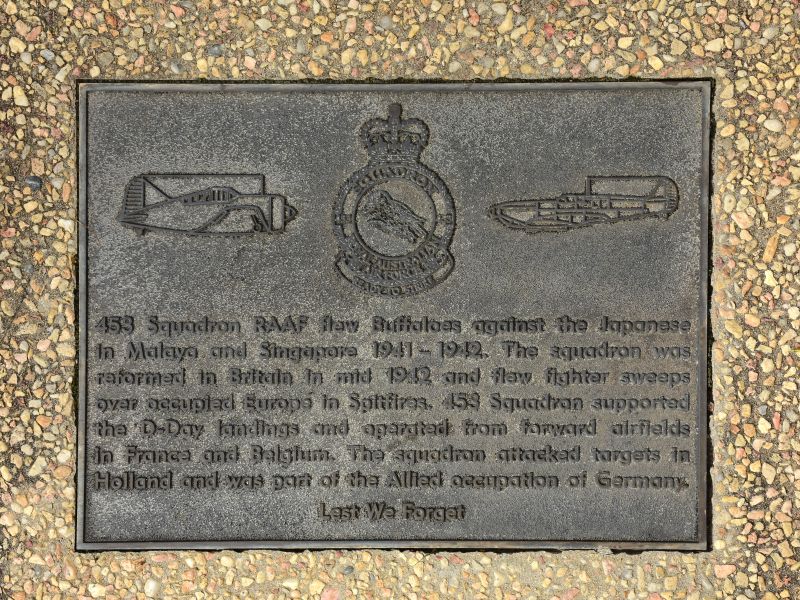 SQUADRON
453 Squadron RAAF flew Buffaloes against the Japanese
in Malaya and Singapore 1941 – 1942. The squadron was
reformed in Britain in mid 1942 and flew fighter sweeps
over occupied Europe in Spitfires. 453 Squadron supported
the D-Day landings and operated from forward airfields
in France and Belgium. The squadron attacked targets in
Holland and was part of the Allied occupation of Germany.
Lest We Forget